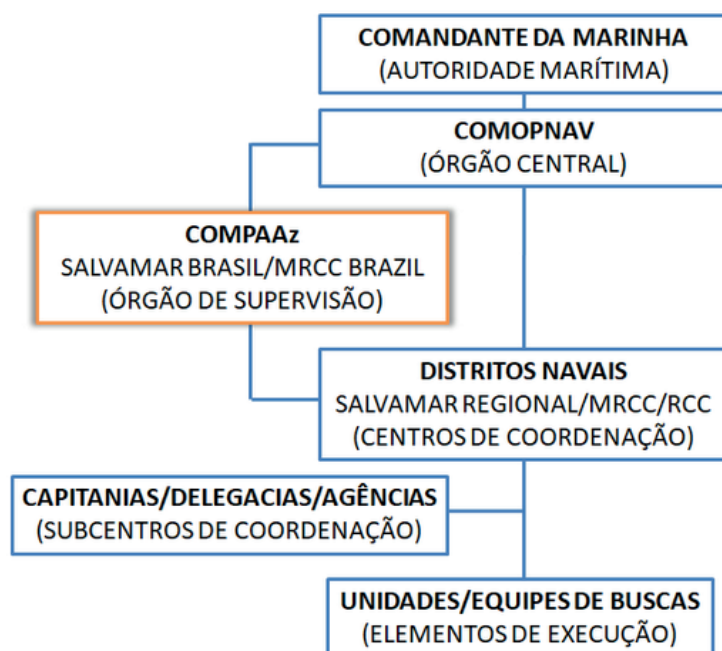 COMANDANTE DA MARINHA
(AUTORIDADE MARÍTIMA)
COMOPNAV
(ÓRGÃO CENTRAL)
COMPAAz
SALVAMAR BRASIL/MRCC BRAZIL
(ÓRGÃO DE SUPERVISÃO)
DISTRITOS NAVAIS
SALVAMAR REGIONAL/MRCC/RCC
(CENTROS DE COORDENAÇÃO)
CAPITANIAS/DELEGACIAS/AGÊNCIAS
(SUBCENTROS DE COORDENAÇÃO)
UNIDADES/EQUIPES DE BUSCAS
(ELEMENTOS DE EXECUÇÃO)